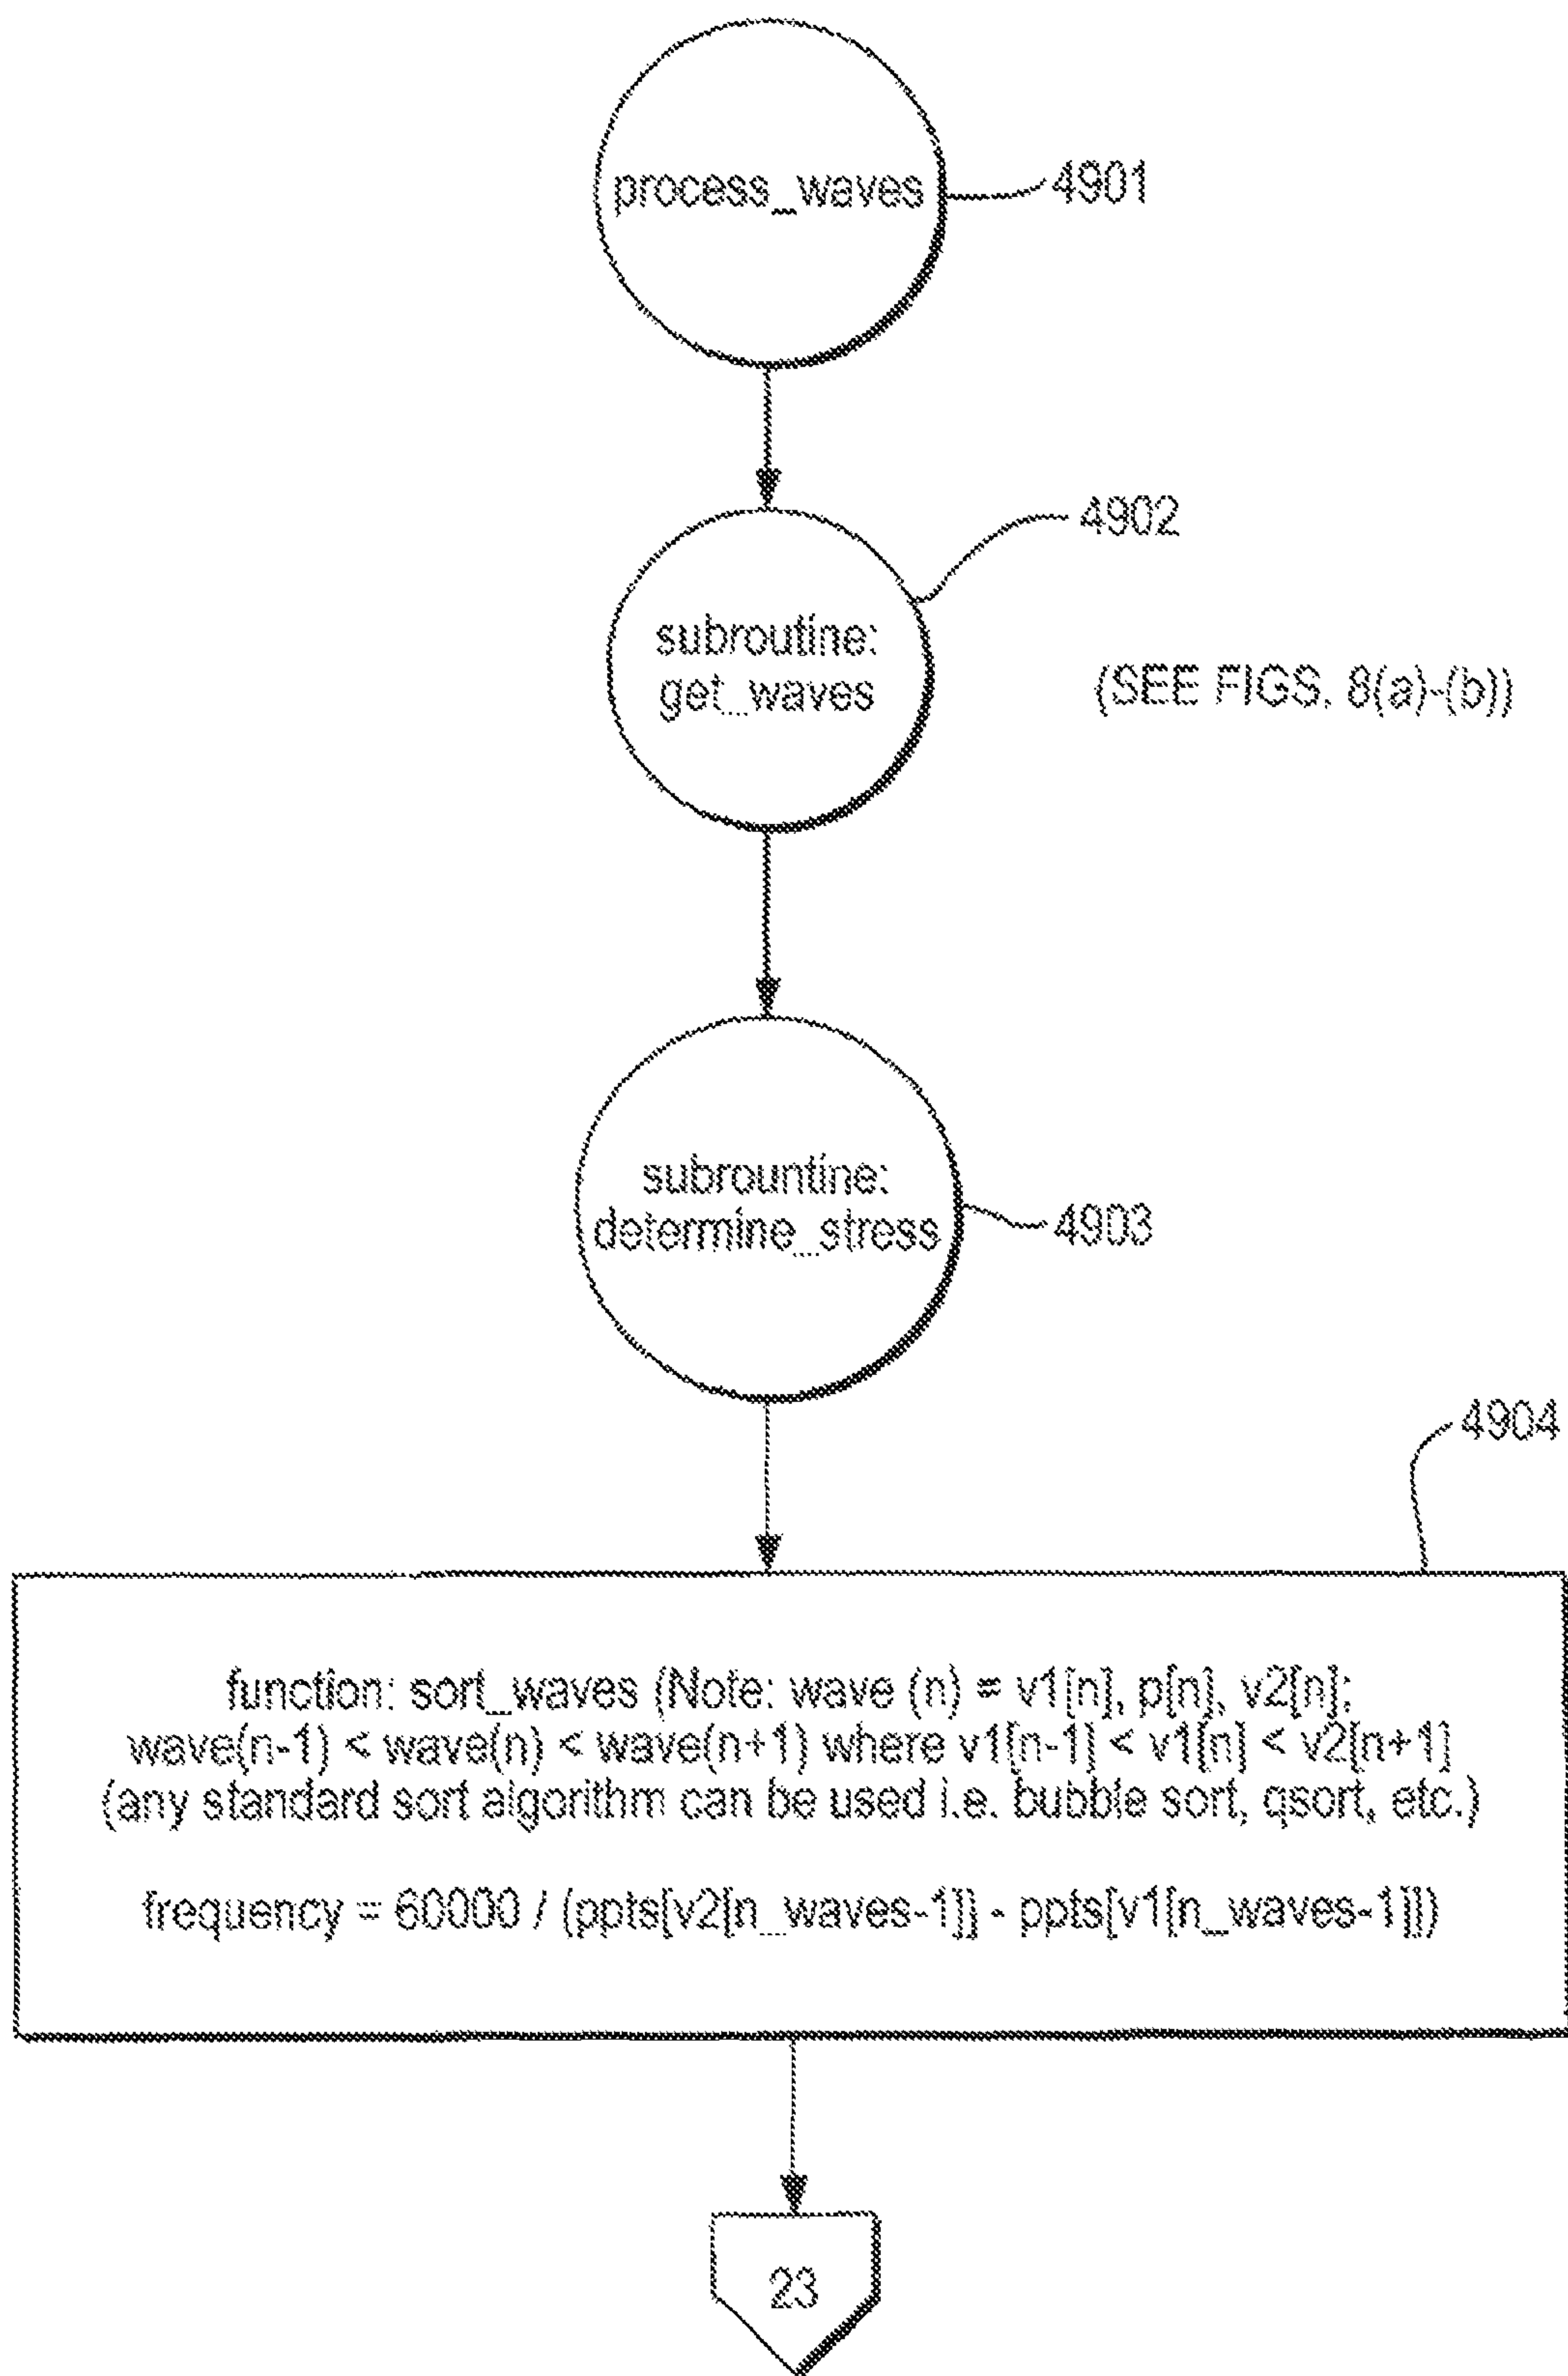 process_waves
4901
4902
subroutine:
get_waves
(SEE FIGS. 8(a)-(b))
subrountine:
determine_stress
4903
4904
function: sort_waves (Note: wave (n) = v1[n], p[n], v2[n];
wave(n-1) < wave(n) < wave(n+1) where v1[n-1] < v1[n] < v2[n+1]
(any standard sort algorithm can be used i.e. bubble sort, qsort, etc.)
frequency = 60000 / (ppts[v2[n_waves-1]] - ppts[v1[n_waves-1]])
23